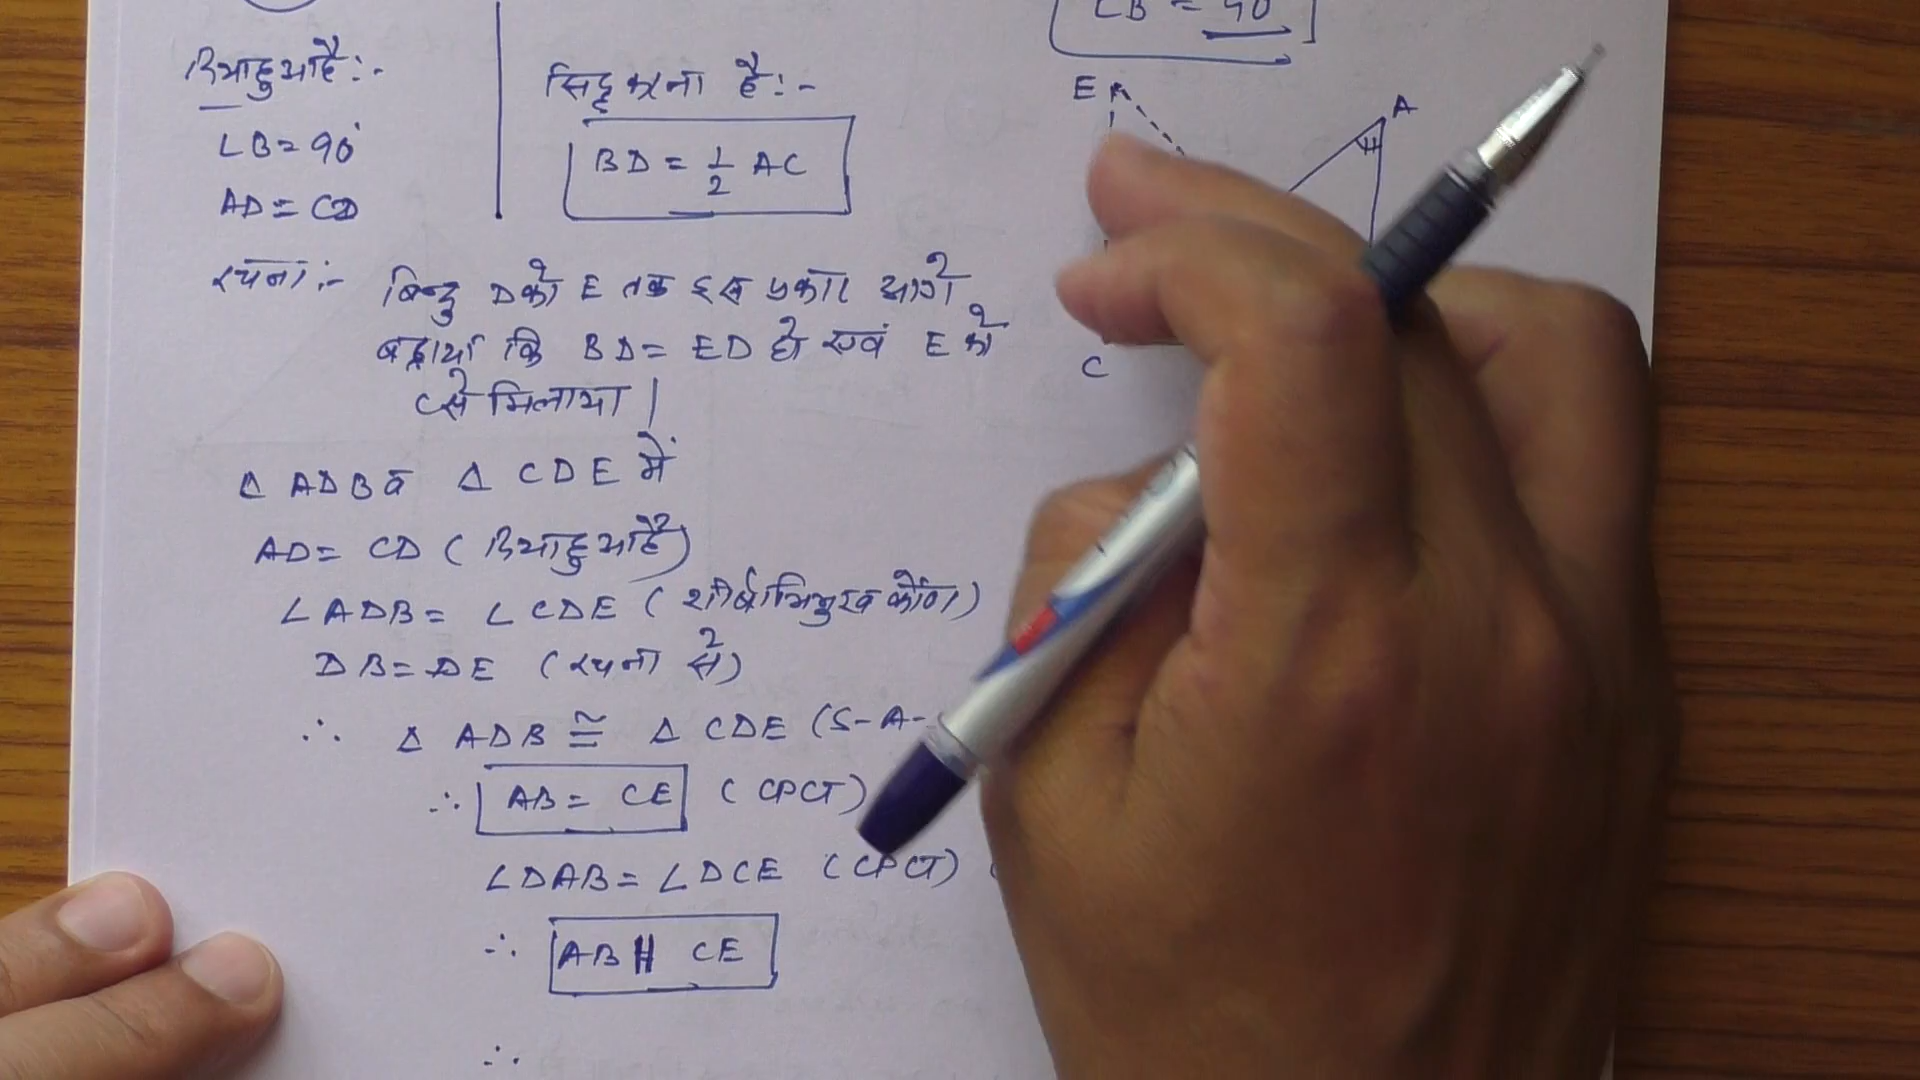 दिया हुआ है:-
∠B = 90°
AD = CD
सिद्ध करना है:-
BD = 1/2 AC
∠B = 90
E
A
C
रचना:- बिन्दु D को E तक इस प्रकार आगे
बढ़ाया कि BD = ED हो एवं E को
C से मिलाया |
Δ ADB व Δ CDE में
AD = CD (दिया हुआ है)
∠ADB = ∠CDE (शीर्षाभिमुख कोण)
DB = DE (रचना से)
∴ Δ ADB ≅ Δ CDE (S-A-
∴ AB = CE (CPCT)
∠DAB = ∠DCE (CPCT) (
∴ AB || CE
∴